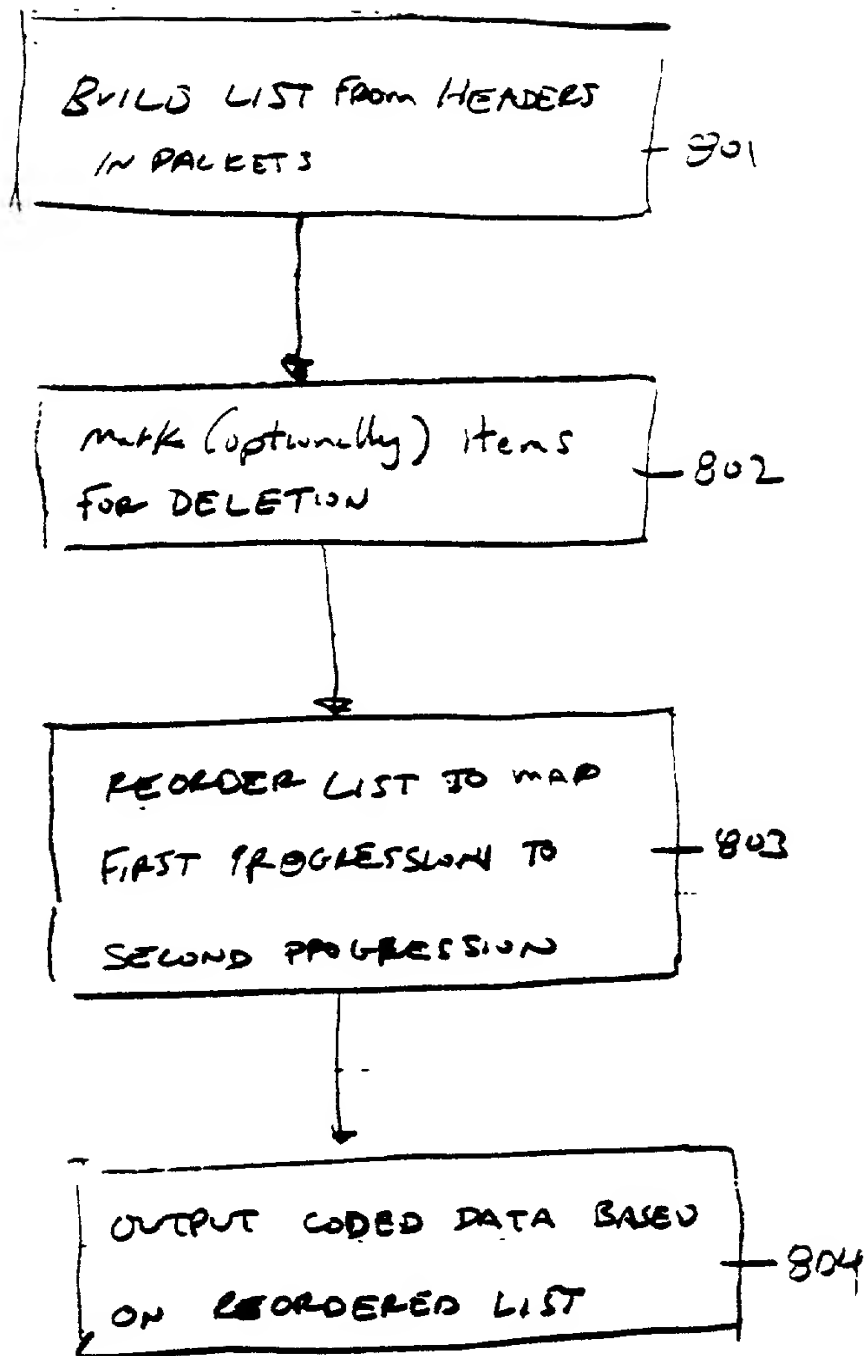 BUILD LIST FROM HEADERS
IN PACKETS
801
Mark (optionally) items
FOR DELETION
802
REORDER LIST TO MAP
FIRST PROGRESSION TO
SECOND PROGRESSION
803
OUTPUT CODED DATA BASED
ON REORDERED LIST
804